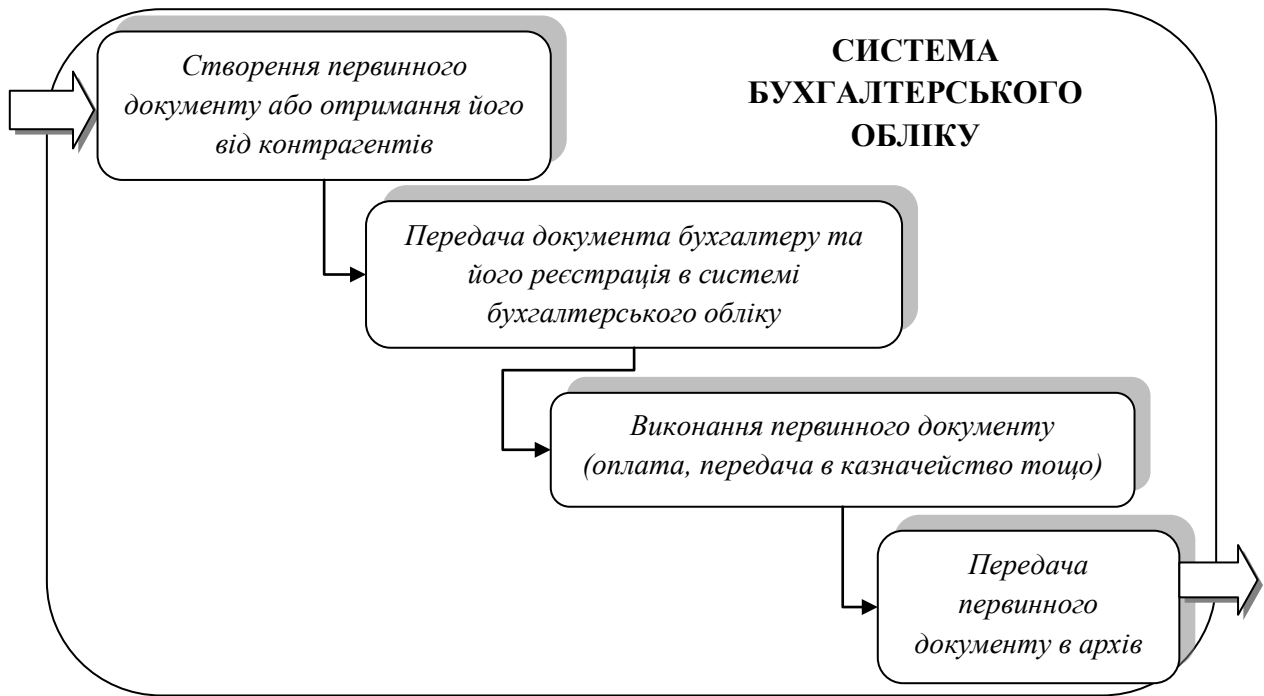 СИСТЕМА
БУХГАЛТЕРСЬКОГО
ОБЛІКУ
Створення первинного
документу або отримання його
від контрагентів
Передача документа бухгалтеру та
його реєстрація в системі
бухгалтерського обліку
Виконання первинного документу
(оплата, передача в казначейство тощо)
Передача
первинного
документу в архів